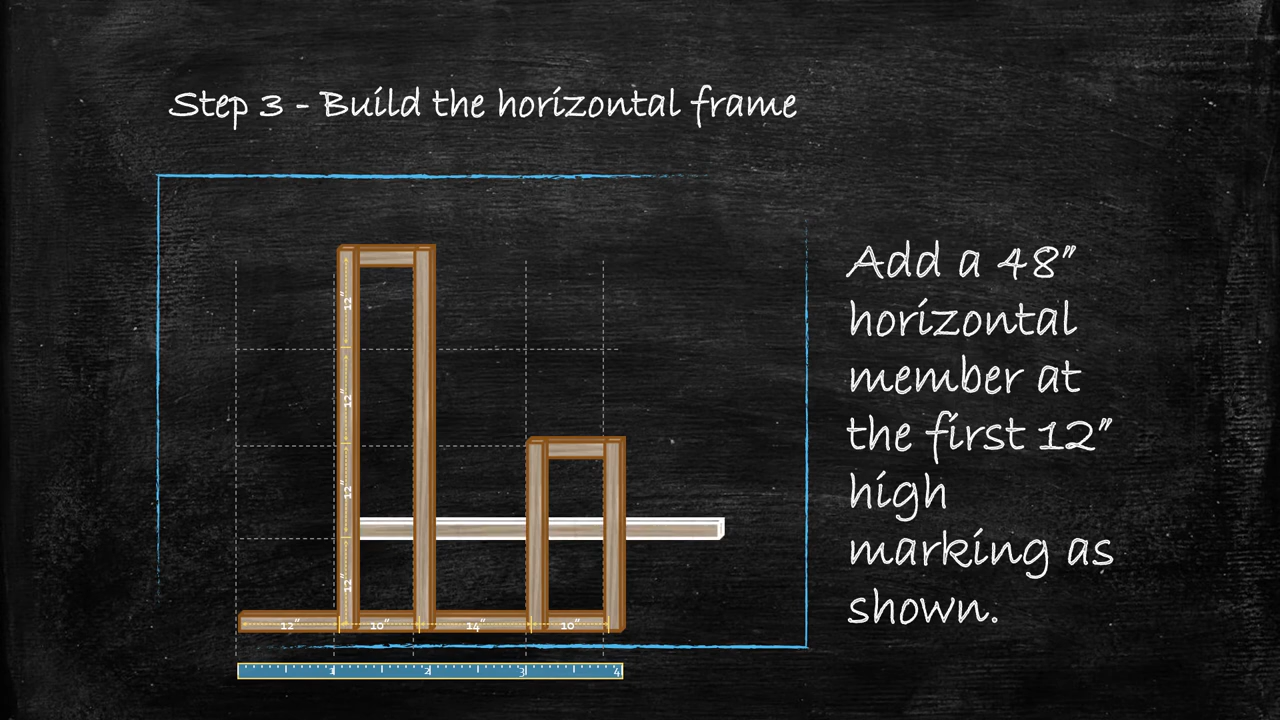 Step 3 - Build the horizontal frame
Add a 48”
horizontal
member at
the first 12”
high
marking as
shown.
12”
12”
12”
12”
12” 10” 14” 10”
1 2 3 4